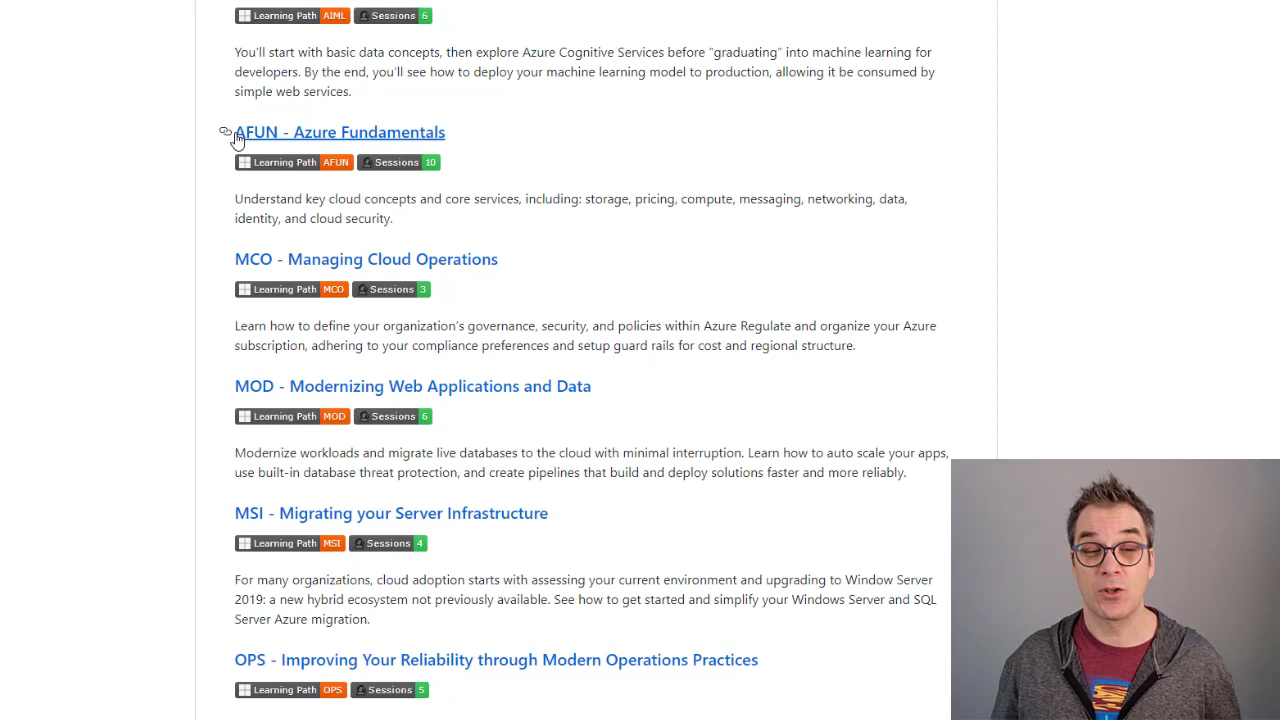 Learning Path AIML Sessions 6
You'll start with basic data concepts, then explore Azure Cognitive Services before "graduating" into machine learning for
developers. By the end, you'll see how to deploy your machine learning model to production, allowing it be consumed by
simple web services.
AFUN - Azure Fundamentals
Learning Path AFUN Sessions 10
Understand key cloud concepts and core services, including: storage, pricing, compute, messaging, networking, data,
identity, and cloud security.
MCO - Managing Cloud Operations
Learning Path MCO Sessions 3
Learn how to define your organization's governance, security, and policies within Azure Regulate and organize your Azure
subscription, adhering to your compliance preferences and setup guard rails for cost and regional structure.
MOD - Modernizing Web Applications and Data
Learning Path MOD Sessions 6
Modernize workloads and migrate live databases to the cloud with minimal interruption. Learn how to auto scale your apps,
use built-in database threat protection, and create pipelines that build and deploy solutions faster and more reliably.
MSI - Migrating your Server Infrastructure
Learning Path MSI Sessions 4
For many organizations, cloud adoption starts with assessing your current environment and upgrading to Window Server
2019: a new hybrid ecosystem not previously available. See how to get started and simplify your Windows Server and SQL
Server Azure migration.
OPS - Improving Your Reliability through Modern Operations Practices
Learning Path OPS Sessions 5